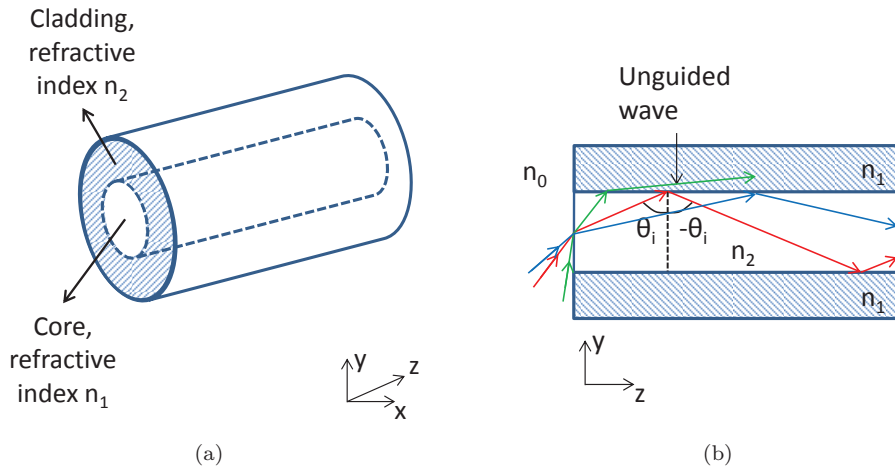 Cladding,
refractive
index n₂
Core,
refractive
index n₁
y
z
x
(a)
Unguided
wave
n₀
n₁
θᵢ
-θᵢ
n₂
n₁
y
z
(b)